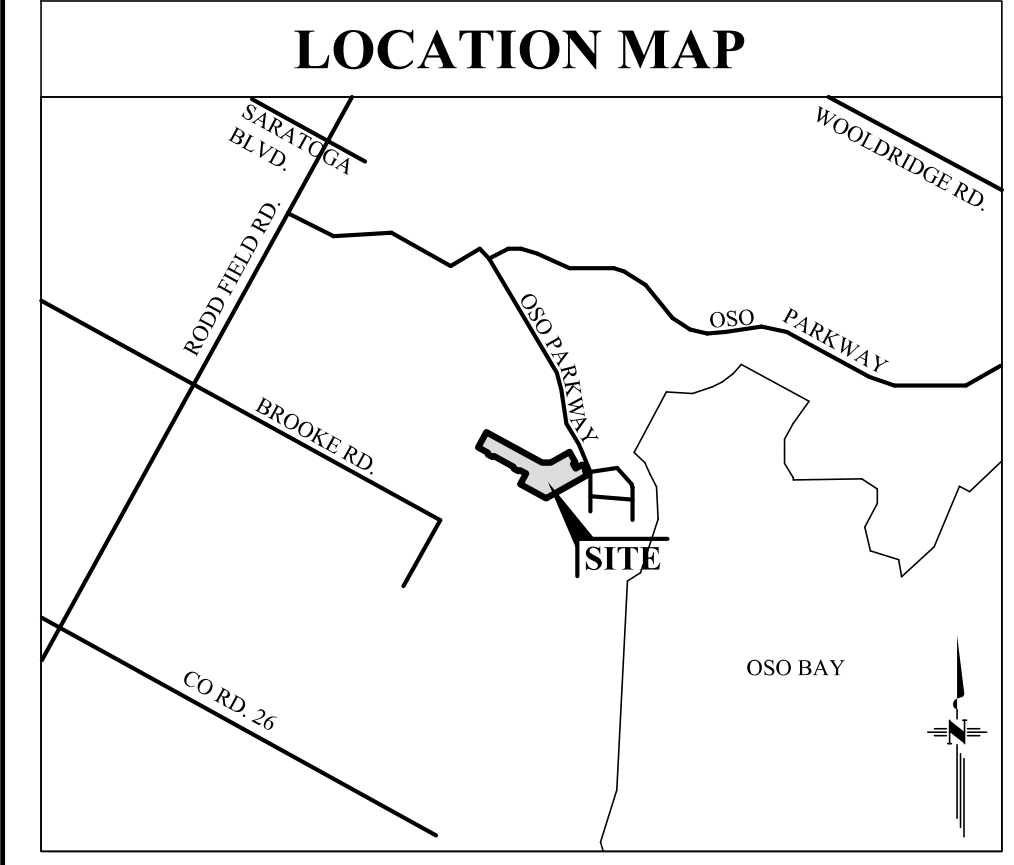 LOCATION MAP
SARATOGA
BLVD.
WOOLDRIDGE RD.
RODD FIELD RD.
OSO PARKWAY
OSO PARKWAY
BROOKE RD.
SITE
OSO BAY
CO RD. 26
N